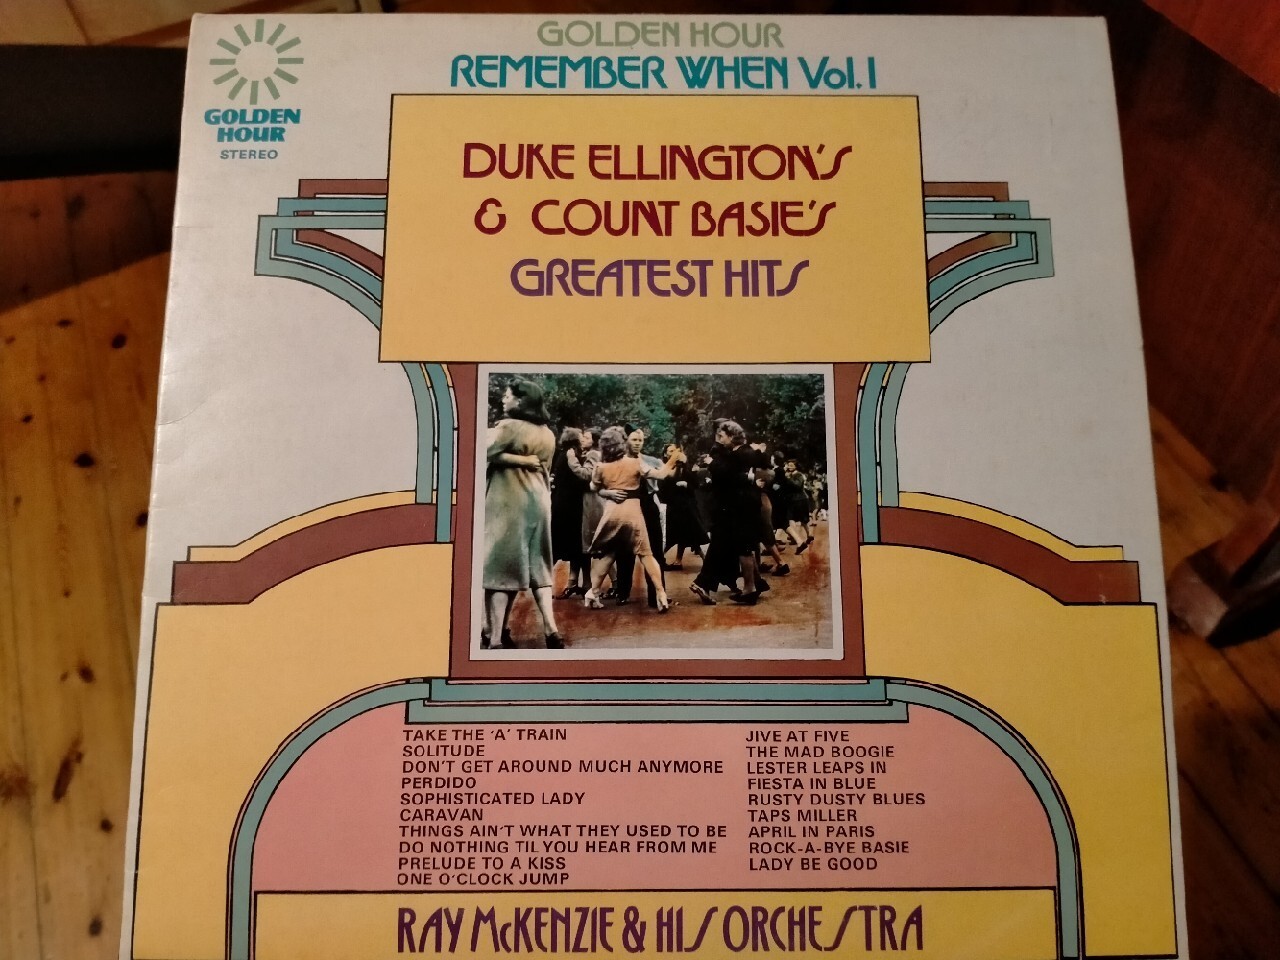 GOLDEN HOUR
REMEMBER WHEN Vol. 1
GOLDEN
HOUR
STEREO
DUKE ELLINGTON'S
& COUNT BASIE'S
GREATEST HITS
TAKE THE 'A' TRAIN
SOLITUDE
DON'T GET AROUND MUCH ANYMORE
PERDIDO
SOPHISTICATED LADY
CARAVAN
THINGS AIN'T WHAT THEY USED TO BE
DO NOTHING TIL YOU HEAR FROM ME
PRELUDE TO A KISS
ONE O'CLOCK JUMP
JIVE AT FIVE
THE MAD BOOGIE
LESTER LEAPS IN
FIESTA IN BLUE
RUSTY DUSTY BLUES
TAPS MILLER
APRIL IN PARIS
ROCK-A-BYE BASIE
LADY BE GOOD
RAY McKENZIE & HIS ORCHESTRA